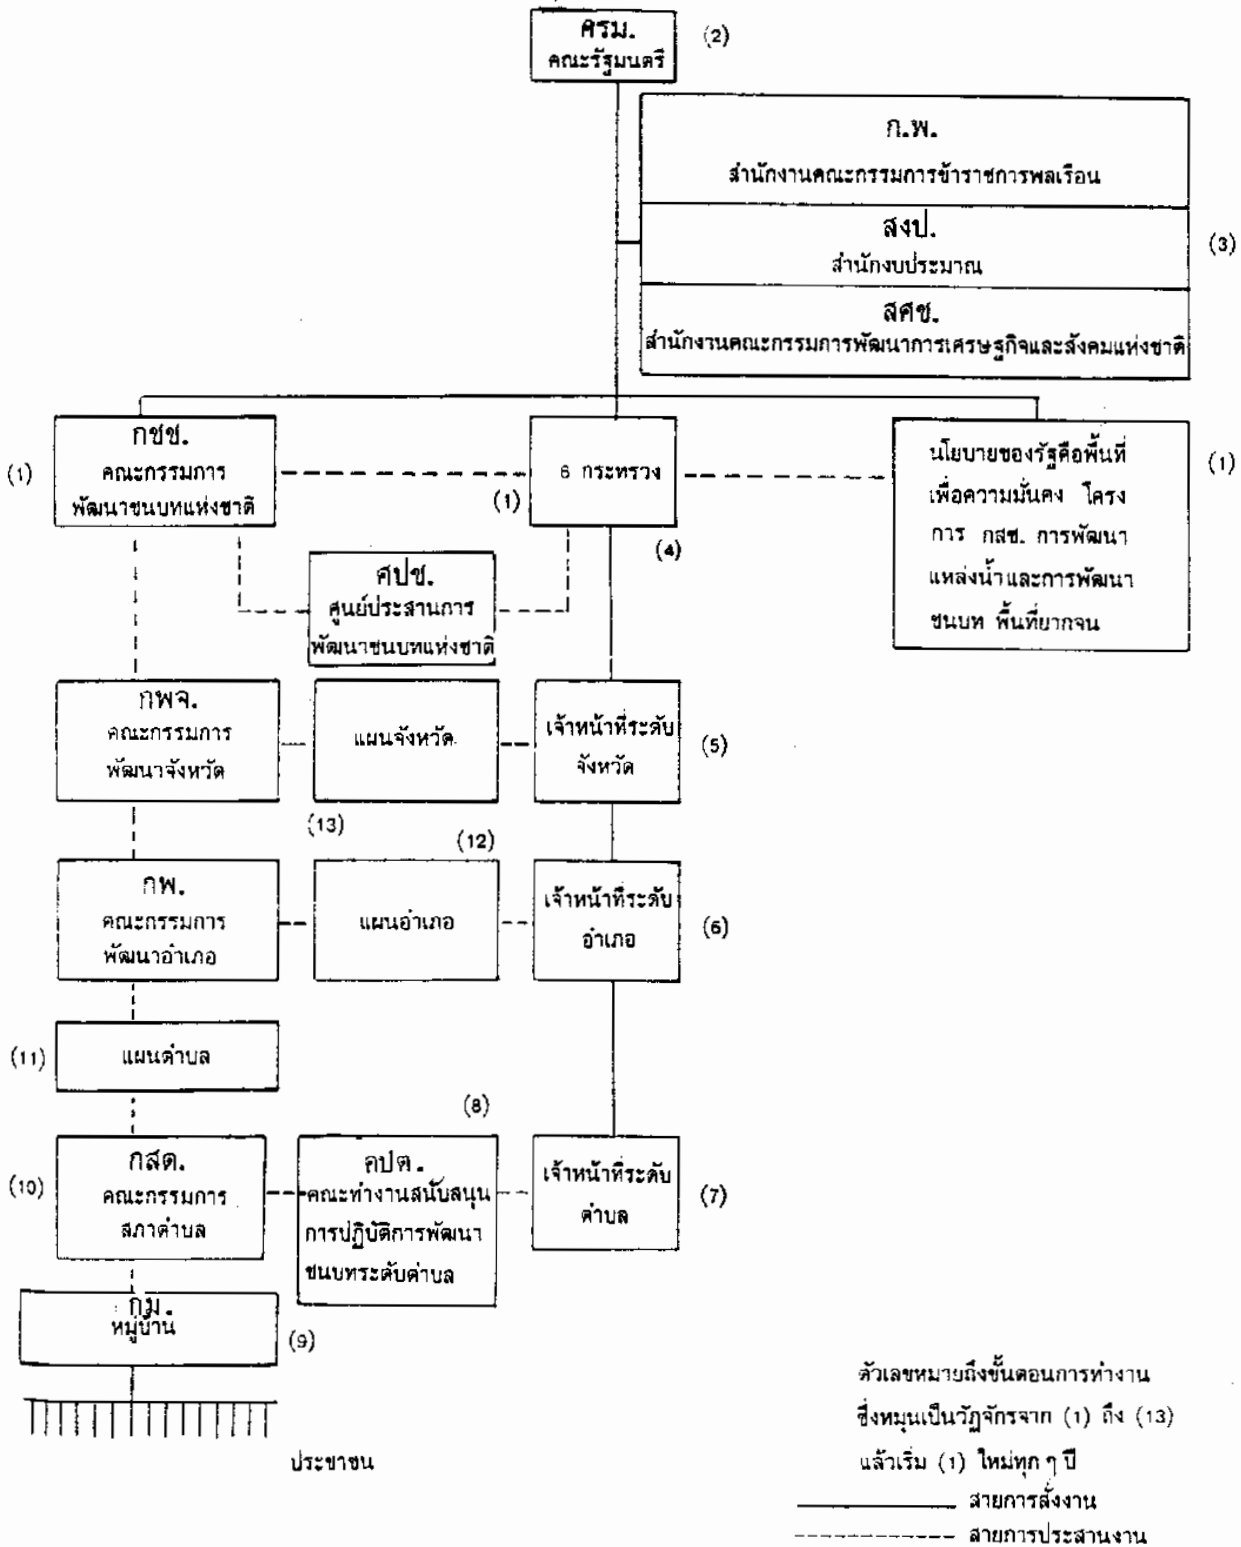 ครม.
(2)
คณะรัฐมนตรี
ก.พ.
สำนักงานคณะกรรมการข้าราชการพลเรือน
สงป.
(3)
สำนักงบประมาณ
สศช.
สำนักงานคณะกรรมการพัฒนาการเศรษฐกิจและสังคมแห่งชาติ
(1)
กชช.
คณะกรรมการ
พัฒนาชนบทแห่งชาติ
6 กระทรวง
(1)
(4)
นโยบายของรัฐคือพื้นที่
เพื่อความมั่นคง โครง
การ กสช. การพัฒนา
แหล่งน้ำและการพัฒนา
ชนบท พื้นที่ยากจน
(1)
ศปช.
ศูนย์ประสานการ
พัฒนาชนบทแห่งชาติ
กพจ.
คณะกรรมการ
พัฒนาจังหวัด
แผนจังหวัด
(13)
เจ้าหน้าที่ระดับ
จังหวัด
(5)
กพ.
คณะกรรมการ
พัฒนาอำเภอ
(12)
แผนอำเภอ
เจ้าหน้าที่ระดับ
อำเภอ
(6)
(11)
แผนตำบล
(8)
(10)
กสต.
คณะกรรมการ
สภาตำบล
คปต.
คณะทำงานสนับสนุน
การปฏิบัติการพัฒนา
ชนบทระดับตำบล
เจ้าหน้าที่ระดับ
ตำบล
(7)
กม.
หมู่บ้าน
(9)
ประชาชน
ตัวเลขหมายถึงขั้นตอนการทำงาน
ซึ่งหมุนเป็นวัฏจักรจาก (1) ถึง (13)
แล้วเริ่ม (1) ใหม่ทุก ๆ ปี
สายการสั่งงาน
สายการประสานงาน